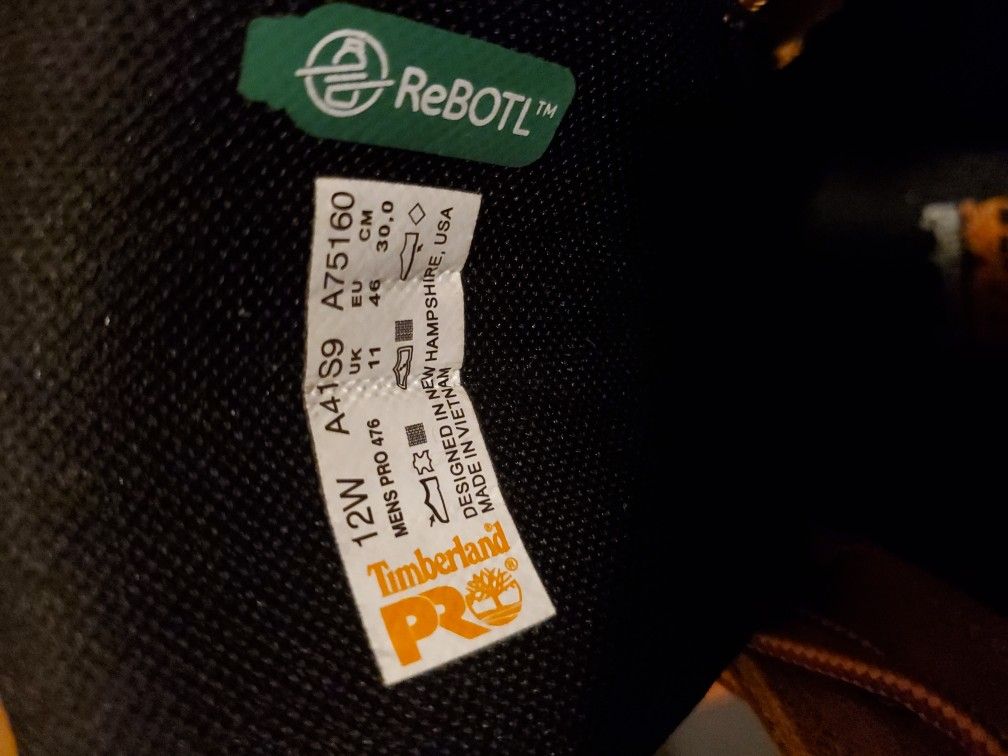 ReBOTL™
12W A41S9 A75160
MENS PRO 476 UK EU CM
11 46 30,0
DESIGNED IN NEW HAMPSHIRE, USA
MADE IN VIETNAM
Timberland
PRO®